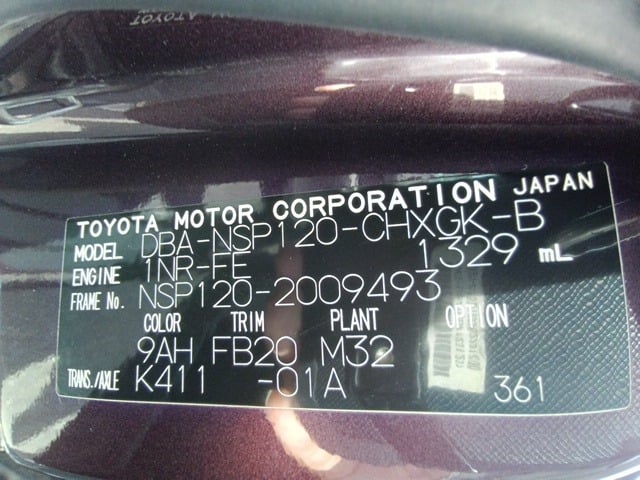 TOYOTA MOTOR CORPORATION JAPAN
MODEL DBA-NSP120-CHXGK-B
ENGINE 1NR-FE 1329 mL
FRAME No. NSP120-2009493
COLOR TRIM PLANT OPTION
9AH FB20 M32
TRANS./AXLE K411 -01A 361